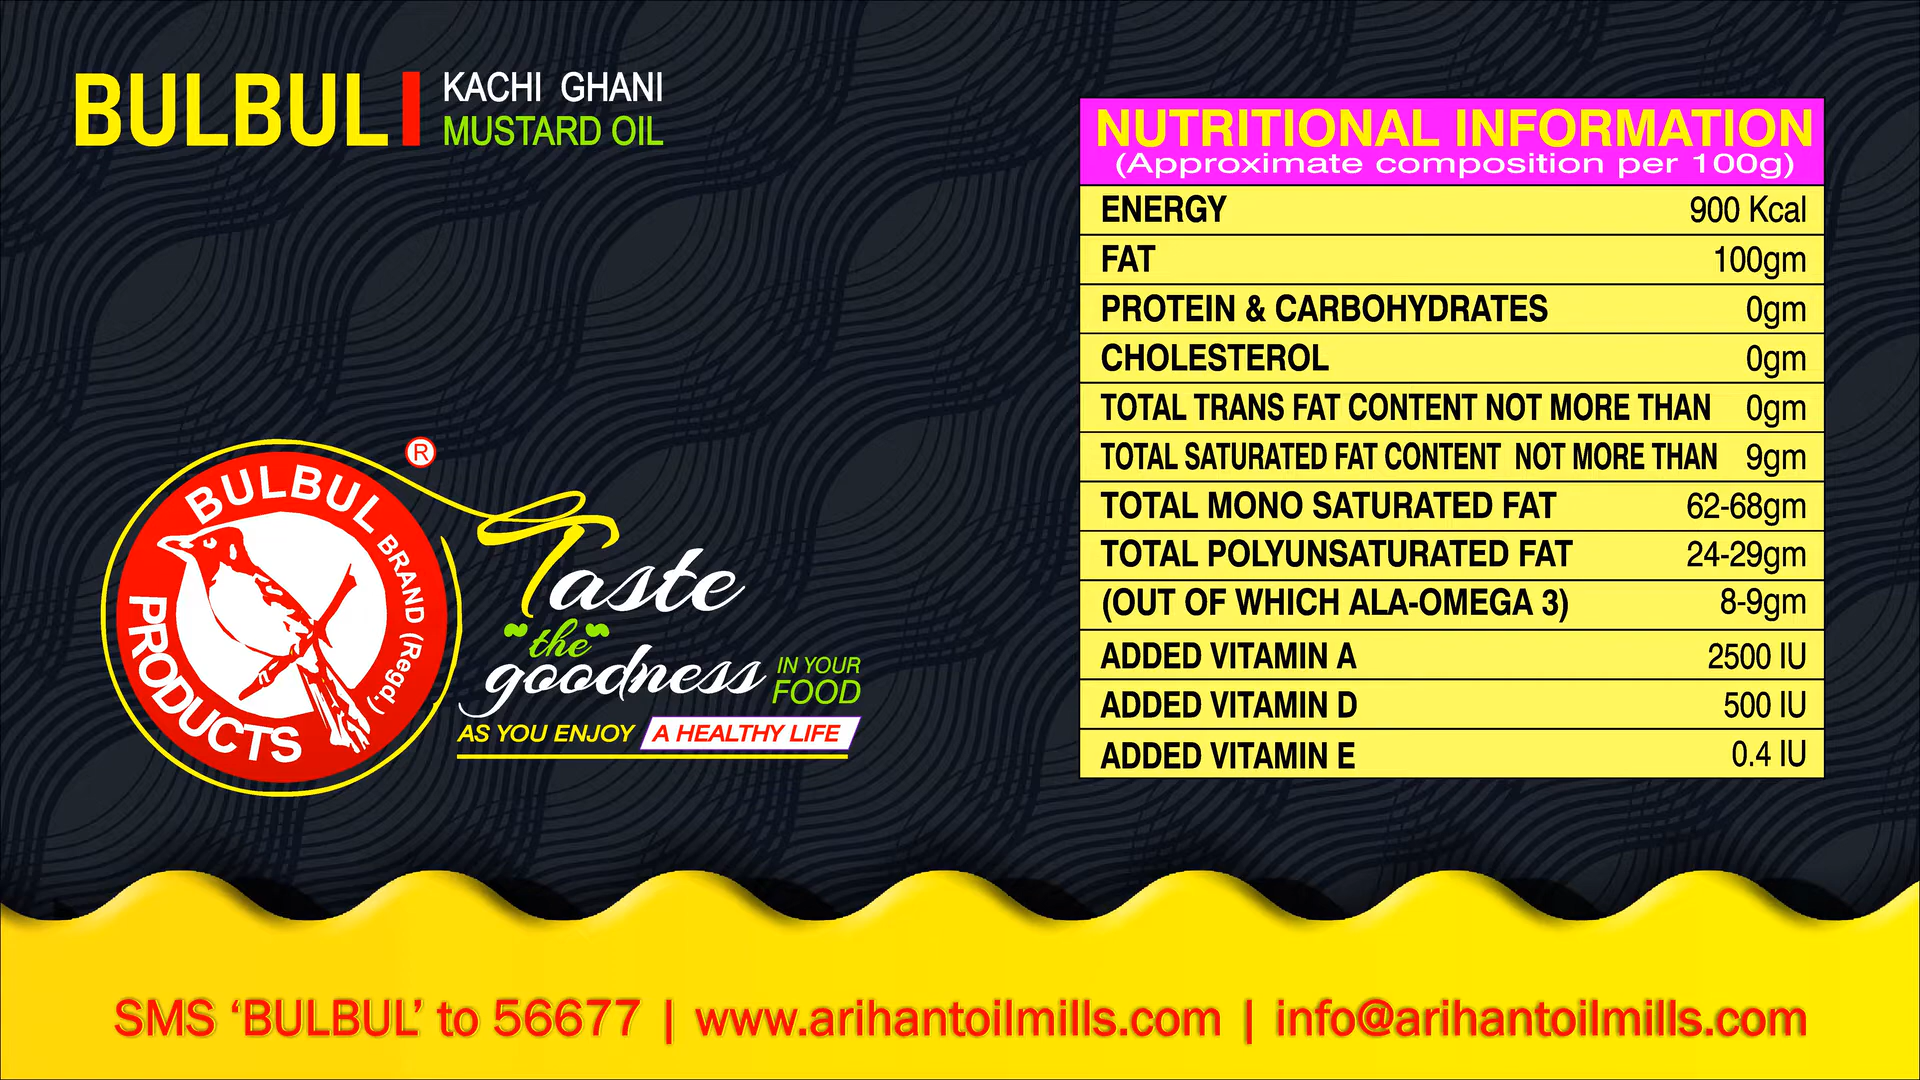 BULBUL
KACHI GHANI
MUSTARD OIL
NUTRITIONAL INFORMATION
(Approximate composition per 100g)
ENERGY 900 Kcal
FAT 100gm
PROTEIN & CARBOHYDRATES 0gm
CHOLESTEROL 0gm
TOTAL TRANS FAT CONTENT NOT MORE THAN 0gm
TOTAL SATURATED FAT CONTENT NOT MORE THAN 9gm
TOTAL MONO SATURATED FAT 62-68gm
TOTAL POLYUNSATURATED FAT 24-29gm
(OUT OF WHICH ALA-OMEGA 3) 8-9gm
ADDED VITAMIN A 2500 IU
ADDED VITAMIN D 500 IU
ADDED VITAMIN E 0.4 IU
®
BULBUL BRAND (Regd.)
PRODUCTS
Taste
"the"
goodness IN YOUR
FOOD
AS YOU ENJOY A HEALTHY LIFE
SMS ‘BULBUL’ to 56677 | www.arihantoilmills.com | info@arihantoilmills.com